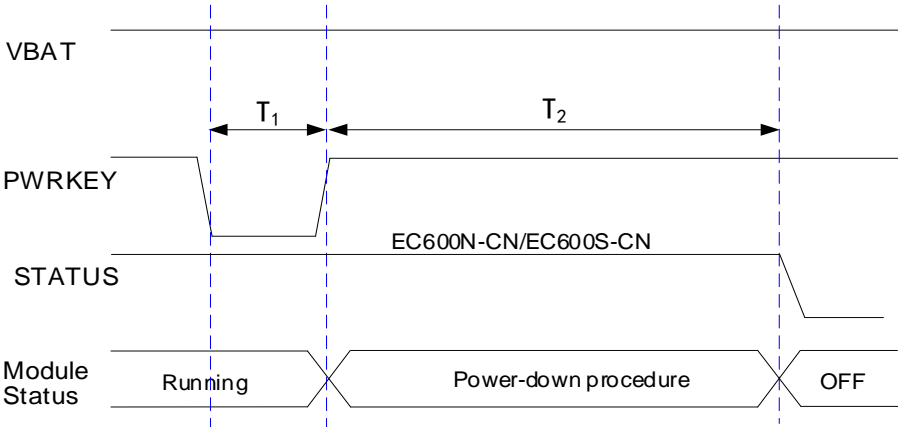 VBAT
T₁
T₂
PWRKEY
EC600N-CN/EC600S-CN
STATUS
Module
Status
Running
Power-down procedure
OFF